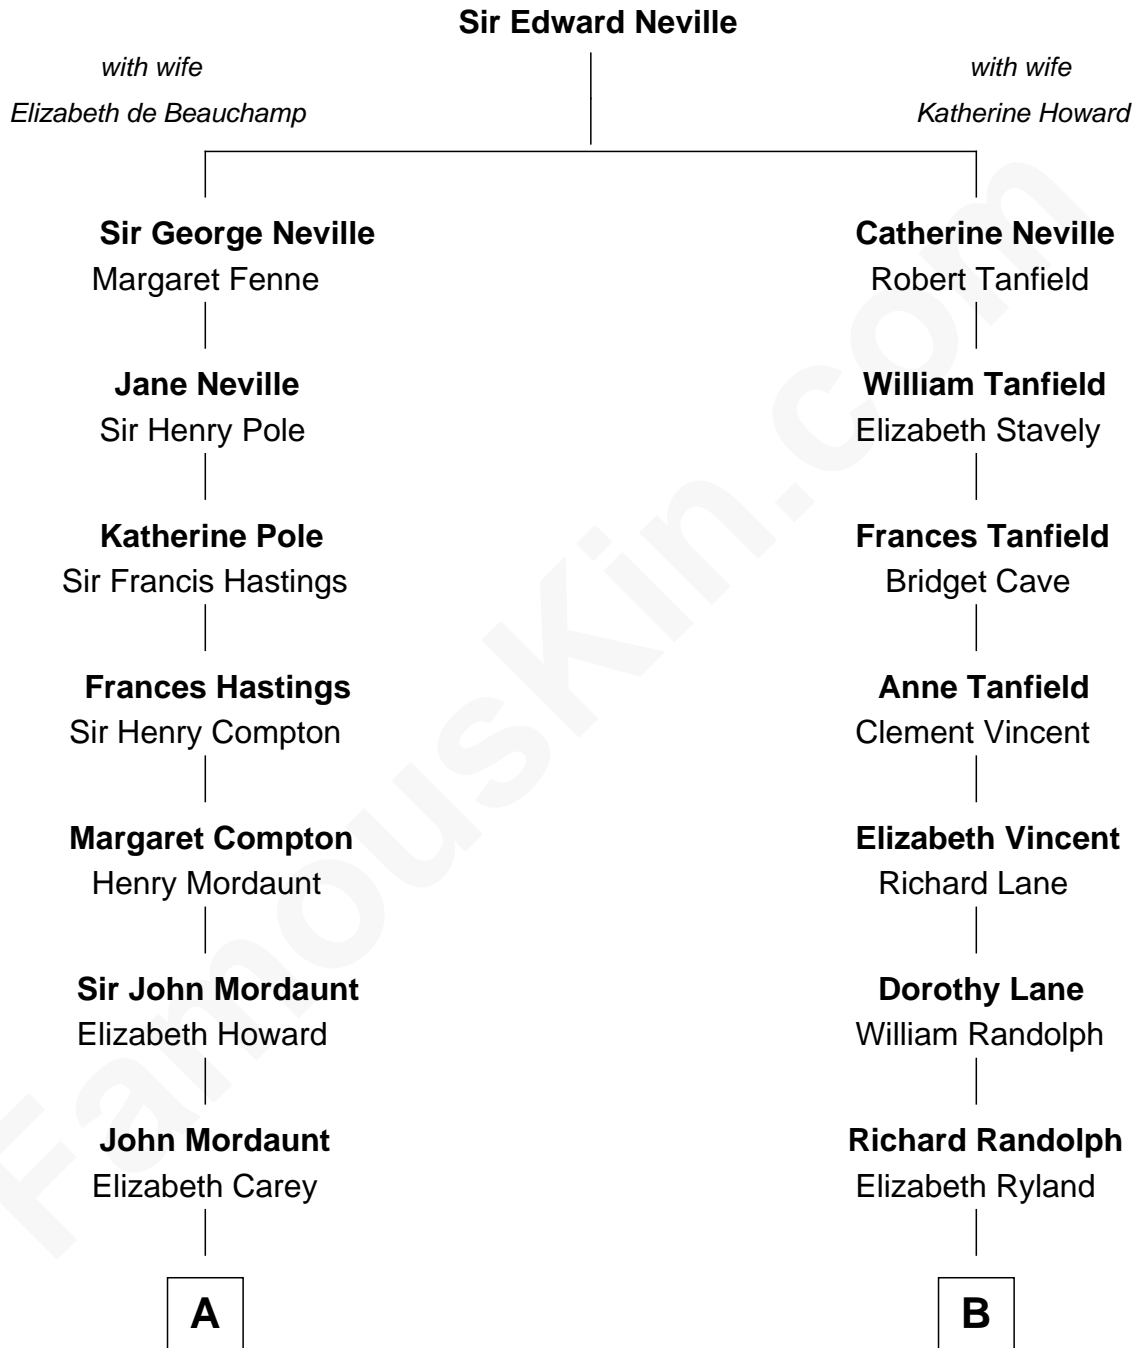 Sir Edward Neville
with wife
Elizabeth de Beauchamp
with wife
Katherine Howard
Sir George Neville
Margaret Fenne
Catherine Neville
Robert Tanfield
Jane Neville
Sir Henry Pole
William Tanfield
Elizabeth Stavely
Katherine Pole
Sir Francis Hastings
Frances Tanfield
Bridget Cave
Frances Hastings
Sir Henry Compton
Anne Tanfield
Clement Vincent
Margaret Compton
Henry Mordaunt
Elizabeth Vincent
Richard Lane
Sir John Mordaunt
Elizabeth Howard
Dorothy Lane
William Randolph
John Mordaunt
Elizabeth Carey
Richard Randolph
Elizabeth Ryland
A
B
FamousKin.com